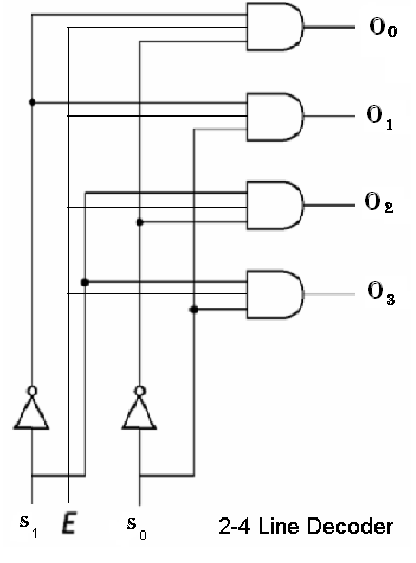 O₀
O₁
O₂
O₃
s₁ E s₀ 2-4 Line Decoder